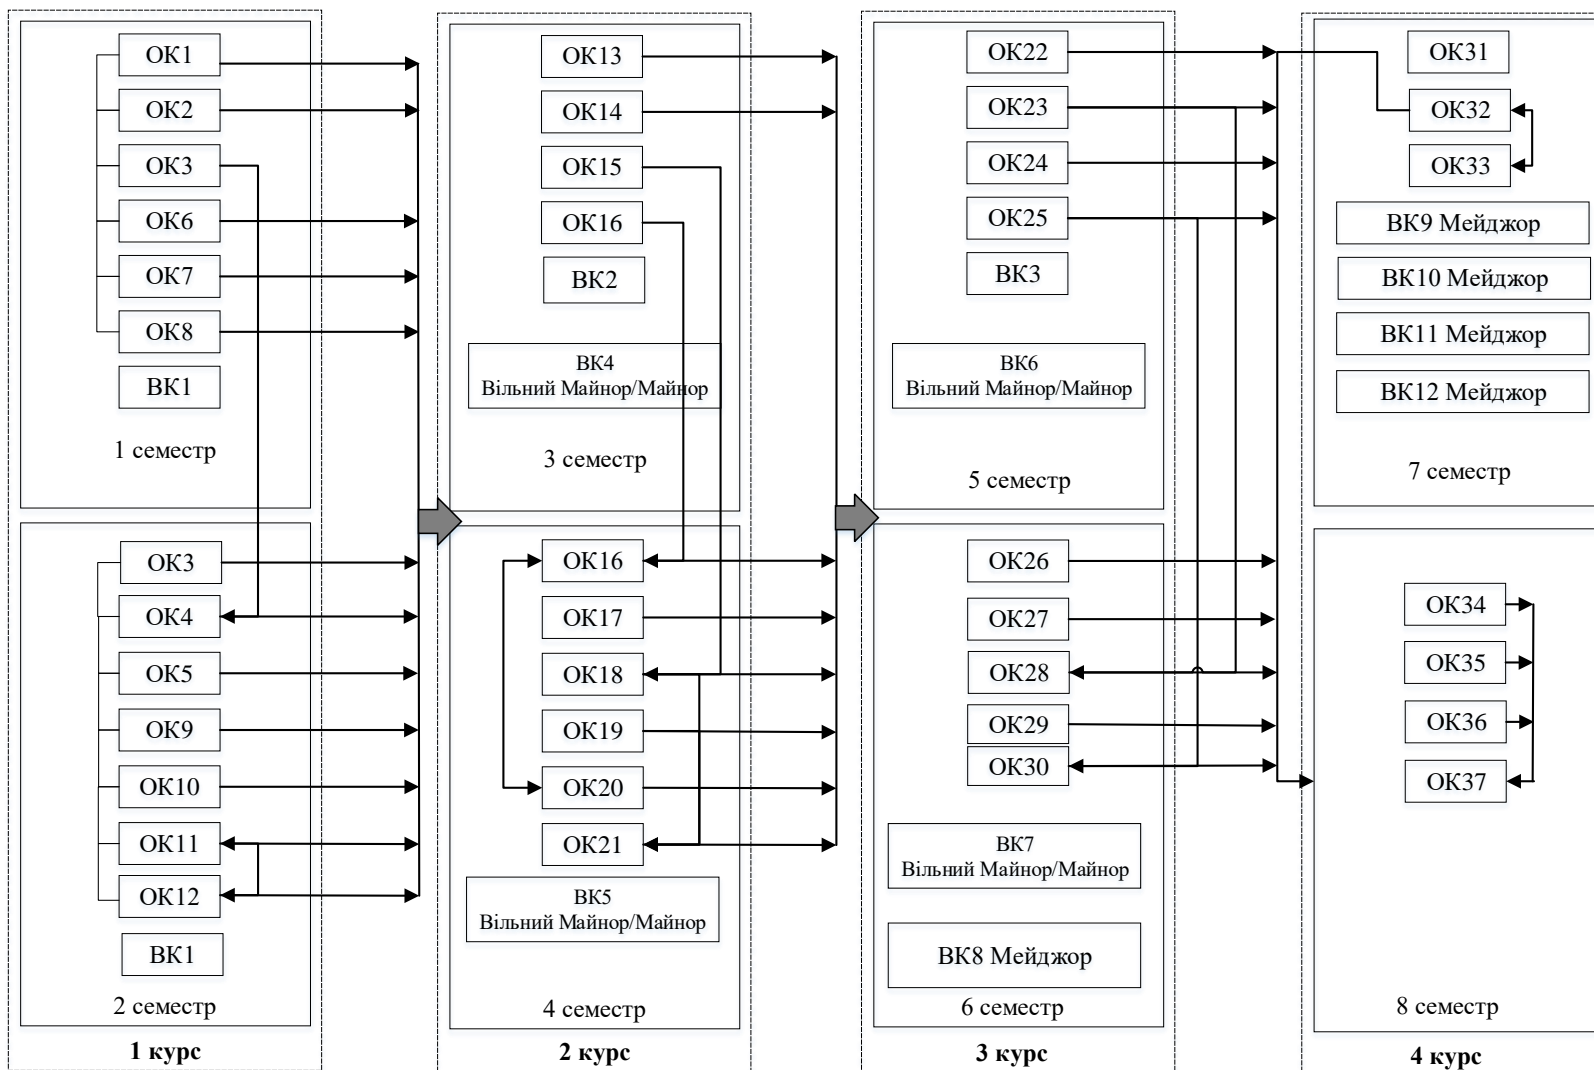 ОК1
ОК2
ОК3
ОК6
ОК7
ОК8
ВК1
1 семестр
ОК3
ОК4
ОК5
ОК9
ОК10
ОК11
ОК12
ВК1
2 семестр
1 курс
ОК13
ОК14
ОК15
ОК16
ВК2
ВК4
Вільний Майнор/Майнор
3 семестр
ОК16
ОК17
ОК18
ОК19
ОК20
ОК21
ВК5
Вільний Майнор/Майнор
4 семестр
2 курс
ОК22
ОК23
ОК24
ОК25
ВК3
ВК6
Вільний Майнор/Майнор
5 семестр
ОК26
ОК27
ОК28
ОК29
ОК30
ВК7
Вільний Майнор/Майнор
ВК8 Мейджор
6 семестр
3 курс
ОК31
ОК32
ОК33
ВК9 Мейджор
ВК10 Мейджор
ВК11 Мейджор
ВК12 Мейджор
7 семестр
ОК34
ОК35
ОК36
ОК37
8 семестр
4 курс